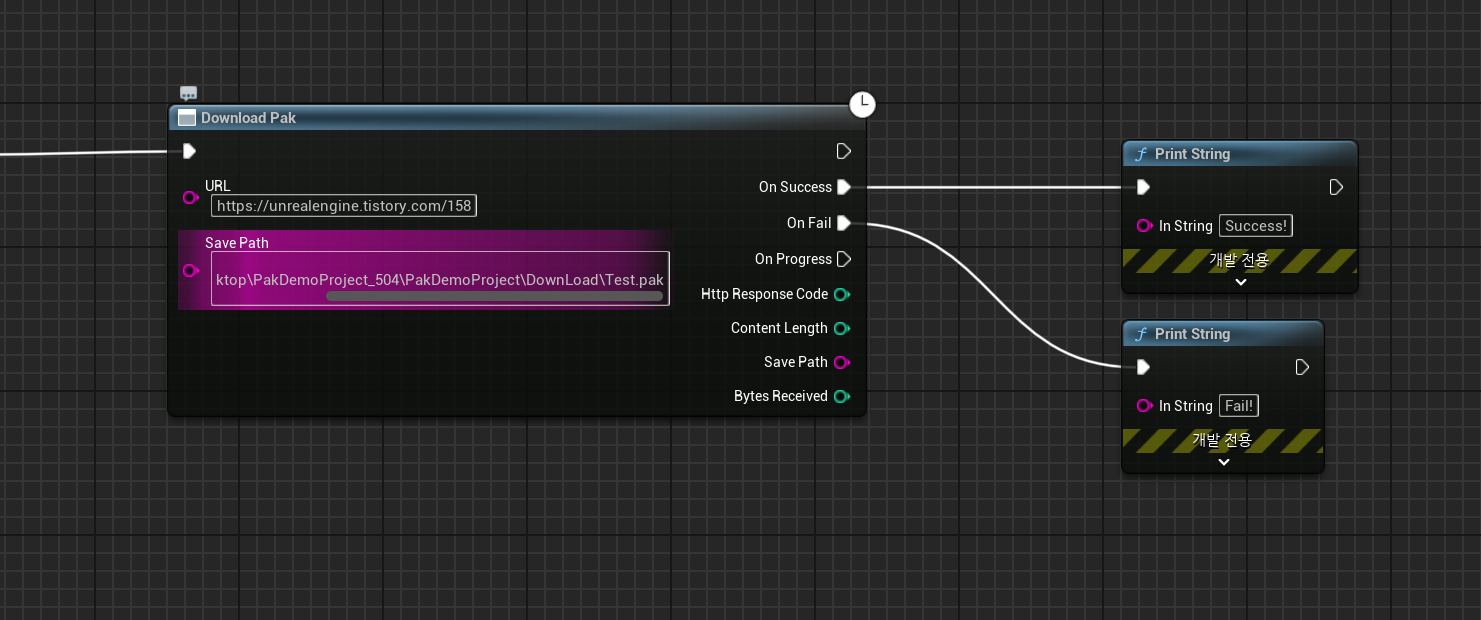 Download Pak
URL
https://unrealengine.tistory.com/158
Save Path
ktop\PakDemoProject_504\PakDemoProject\DownLoad\Test.pak
On Success
On Fail
On Progress
Http Response Code
Content Length
Save Path
Bytes Received
Print String
In String Success!
개발 전용
Print String
In String Fail!
개발 전용